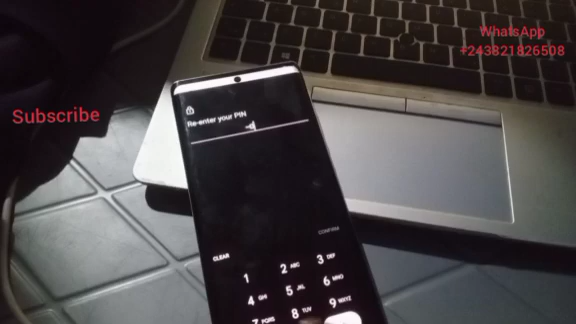 WhatsApp
+243821826508
Subscribe
Re-enter your PIN
CONFIRM
CLEAR
1
2 ABC
3 DEF
4 GHI
5 JKL
6 MNO
7 PQRS
8 TUV
9 WXYZ